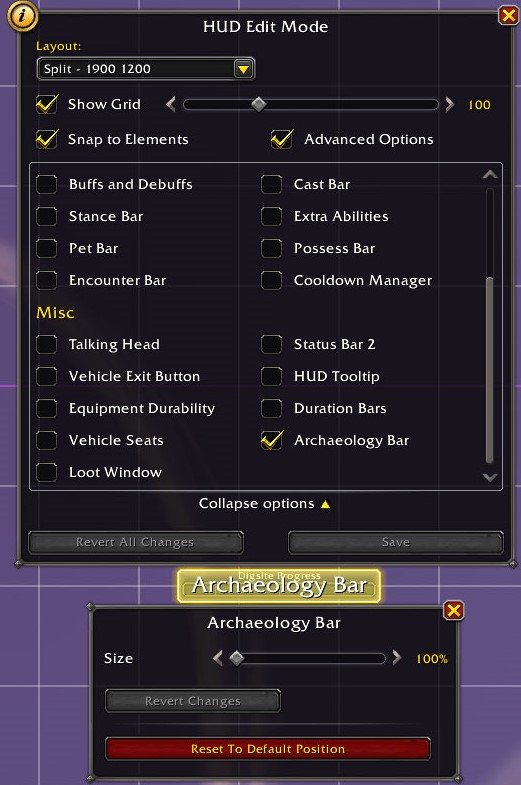 HUD Edit Mode
Layout:
Split - 1900 1200
Show Grid 100
Snap to Elements Advanced Options
Buffs and Debuffs Cast Bar
Stance Bar Extra Abilities
Pet Bar Possess Bar
Encounter Bar Cooldown Manager
Misc
Talking Head Status Bar 2
Vehicle Exit Button HUD Tooltip
Equipment Durability Duration Bars
Vehicle Seats Archaeology Bar
Loot Window
Collapse options
Revert All Changes Save
Digsite Progress
Archaeology Bar
Archaeology Bar
Size 100%
Revert Changes
Reset To Default Position